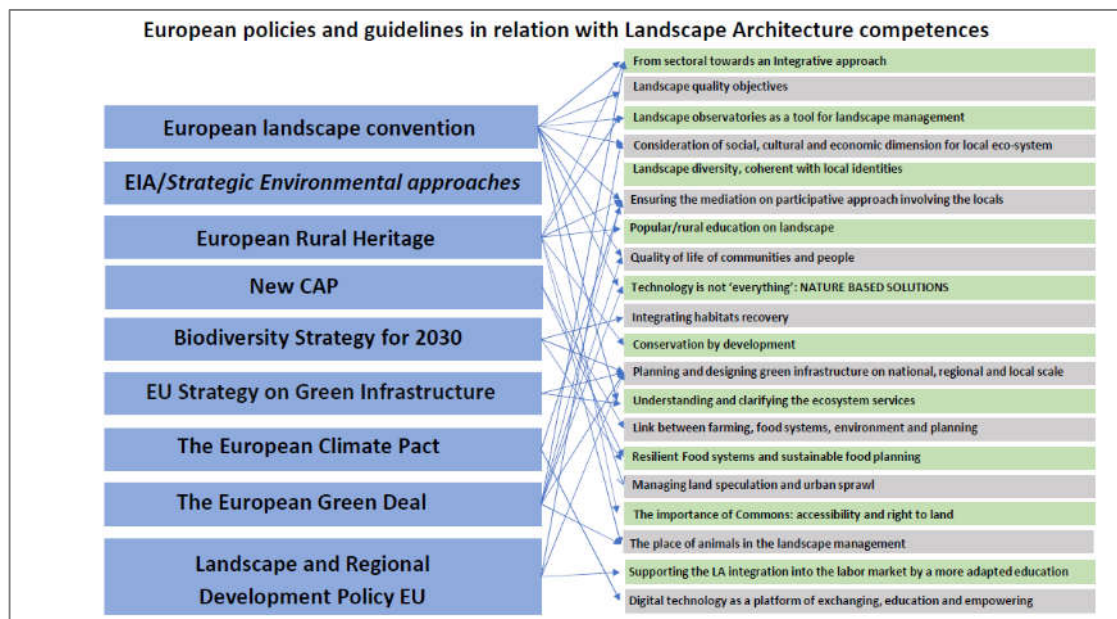 European policies and guidelines in relation with Landscape Architecture competences
European landscape convention
EIA/Strategic Environmental approaches
European Rural Heritage
New CAP
Biodiversity Strategy for 2030
EU Strategy on Green Infrastructure
The European Climate Pact
The European Green Deal
Landscape and Regional
Development Policy EU
From sectoral towards an Integrative approach
Landscape quality objectives
Landscape observatories as a tool for landscape management
Consideration of social, cultural and economic dimension for local eco-system
Landscape diversity, coherent with local identities
Ensuring the mediation on participative approach involving the locals
Popular/rural education on landscape
Quality of life of communities and people
Technology is not ‘everything’: NATURE BASED SOLUTIONS
Integrating habitats recovery
Conservation by development
Planning and designing green infrastructure on national, regional and local scale
Understanding and clarifying the ecosystem services
Link between farming, food systems, environment and planning
Resilient Food systems and sustainable food planning
Managing land speculation and urban sprawl
The importance of Commons: accessibility and right to land
The place of animals in the landscape management
Supporting the LA integration into the labor market by a more adapted education
Digital technology as a platform of exchanging, education and empowering